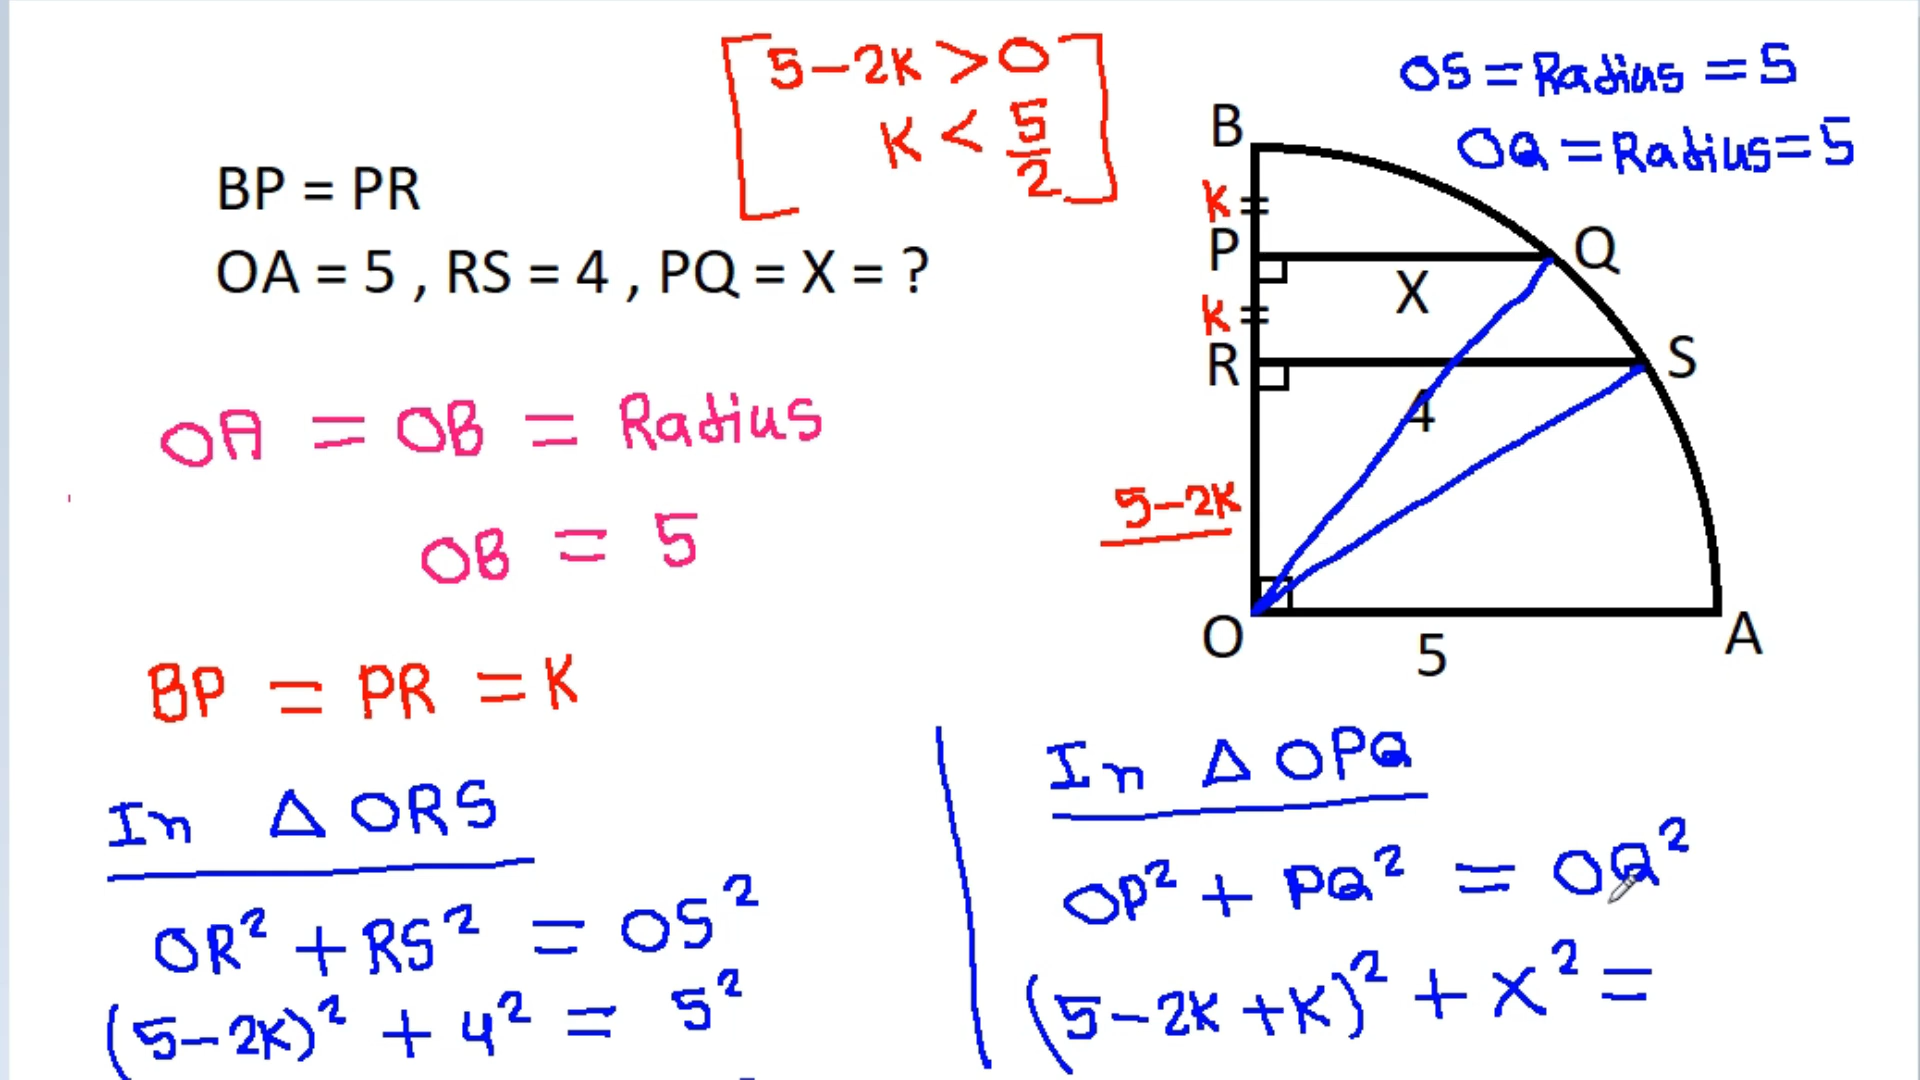 5-2K > 0
K < 5/2
OS = Radius = 5
OQ = Radius = 5
BP = PR
OA = 5 , RS = 4 , PQ = X = ?
B
K
P
Q
X
K
R
S
4
5-2K
O
A
5
OA = OB = Radius
OB = 5
BP = PR = K
In Δ ORS
OR² + RS² = OS²
(5-2K)² + 4² = 5²
In Δ OPQ
OP² + PQ² = OQ²
(5-2K+K)² + X² =